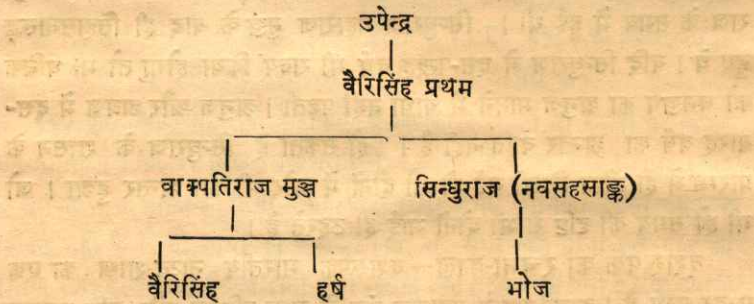 उपेन्द्र
वैरिसिंह प्रथम
वाक्पतिराज मुञ्ज सिन्धुराज (नवसहसाङ्क)
वैरिसिंह हर्ष भोज